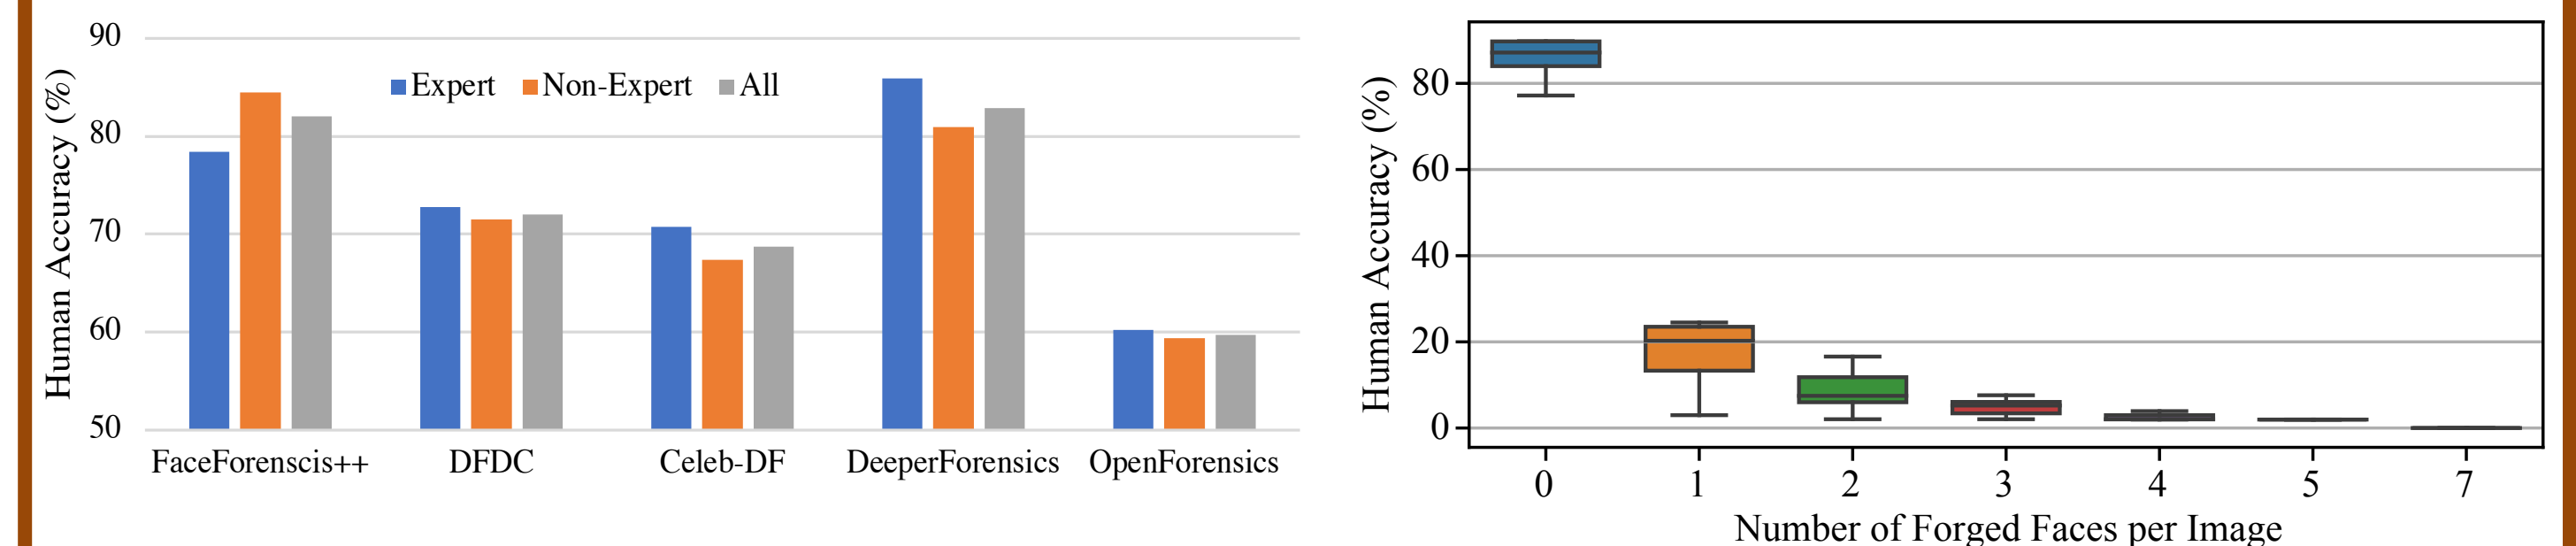 Human Accuracy (%)
90
80
70
60
50
Expert Non-Expert All
FaceForenscis++ DFDC Celeb-DF DeeperForensics OpenForensics
Human Accuracy (%)
80
60
40
20
0
0 1 2 3 4 5 7
Number of Forged Faces per Image